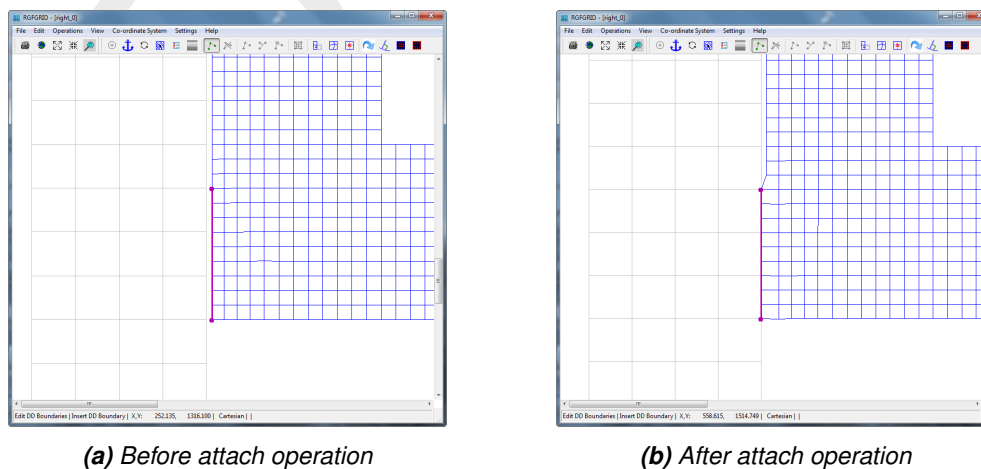 RGFGRID - [right_0]
File Edit Operations View Co-ordinate System Settings Help
Edit DD Boundaries | Insert DD Boundary | X,Y: 252.135, 1316.100 | Cartesian | |
(a) Before attach operation
RGFGRID - [right_0]
File Edit Operations View Co-ordinate System Settings Help
Edit DD Boundaries | Insert DD Boundary | X,Y: 558.615, 1514.749 | Cartesian | |
(b) After attach operation